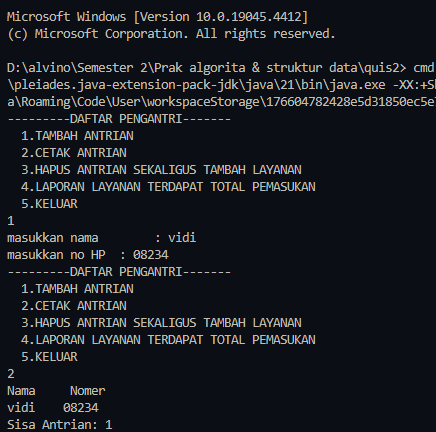 Microsoft Windows [Version 10.0.19045.4412]
(c) Microsoft Corporation. All rights reserved.
D:\alvino\Semester 2\Prak algorita & struktur data\quis2> cmd
\pleiades.java-extension-pack-jdk\java\21\bin\java.exe -XX:+Sh
a\Roaming\Code\User\workspaceStorage\176604782428e5d31850ec5e7
---------DAFTAR PENGANTRI-------
1.TAMBAH ANTRIAN
2.CETAK ANTRIAN
3.HAPUS ANTRIAN SEKALIGUS TAMBAH LAYANAN
4.LAPORAN LAYANAN TERDAPAT TOTAL PEMASUKAN
5.KELUAR
1
masukkan nama : vidi
masukkan no HP : 08234
---------DAFTAR PENGANTRI-------
1.TAMBAH ANTRIAN
2.CETAK ANTRIAN
3.HAPUS ANTRIAN SEKALIGUS TAMBAH LAYANAN
4.LAPORAN LAYANAN TERDAPAT TOTAL PEMASUKAN
5.KELUAR
2
Nama Nomer
vidi 08234
Sisa Antrian: 1